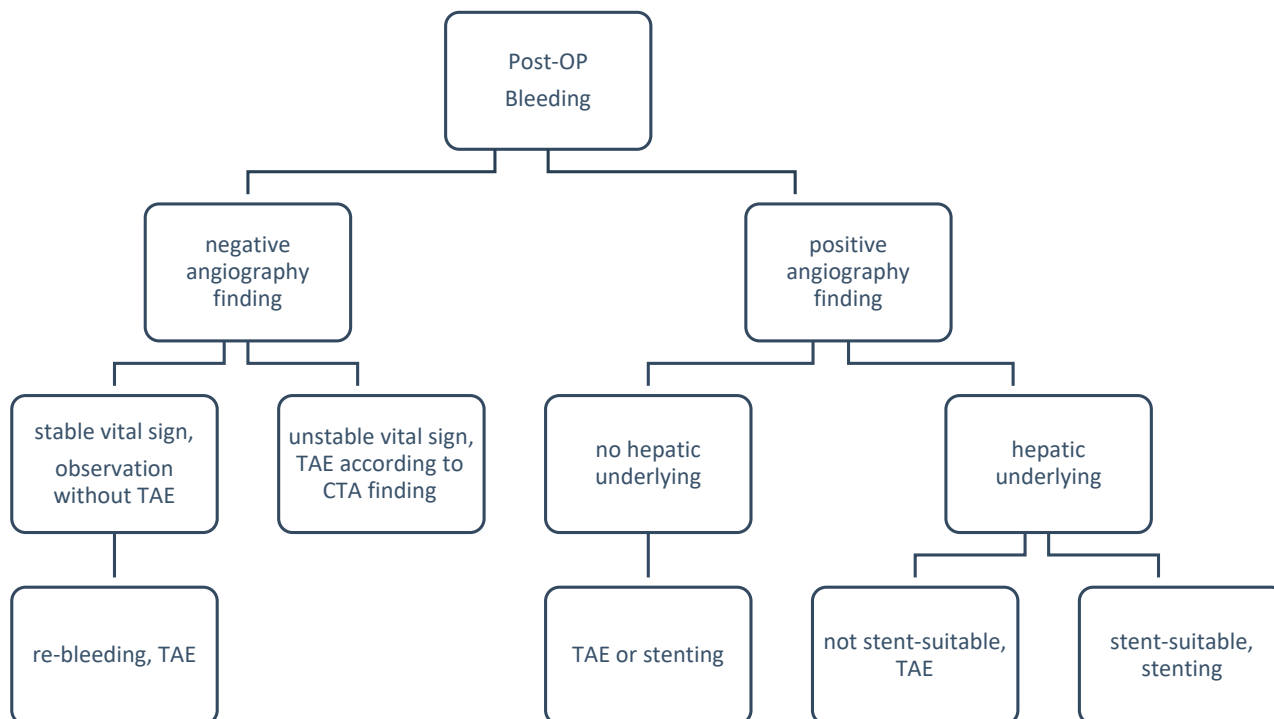 Post-OP
Bleeding
negative
angiography
finding
positive
angiography
finding
stable vital sign,
observation
without TAE
unstable vital sign,
TAE according to
CTA finding
no hepatic
underlying
hepatic
underlying
re-bleeding, TAE
TAE or stenting
not stent-suitable,
TAE
stent-suitable,
stenting